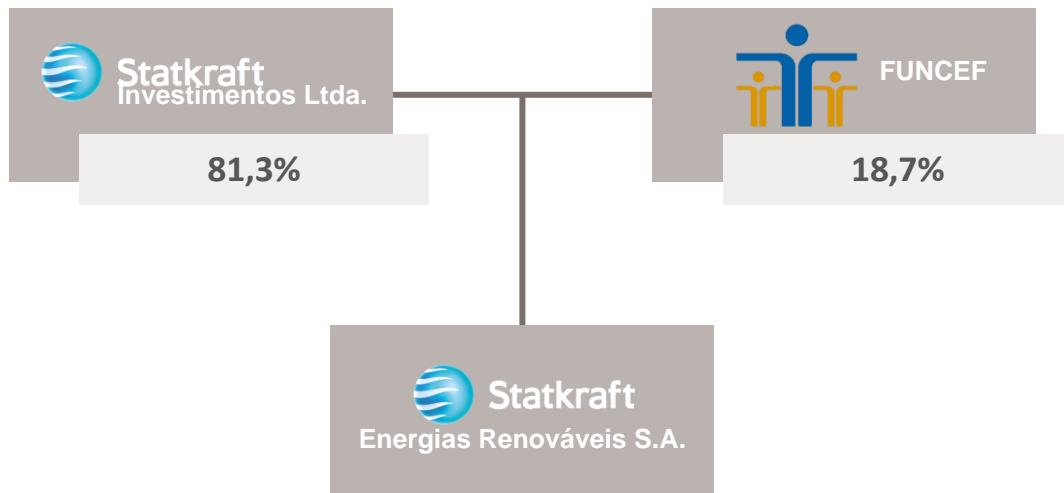 Statkraft
Investimentos Ltda.
81,3%
FUNCEF
18,7%
Statkraft
Energias Renováveis S.A.